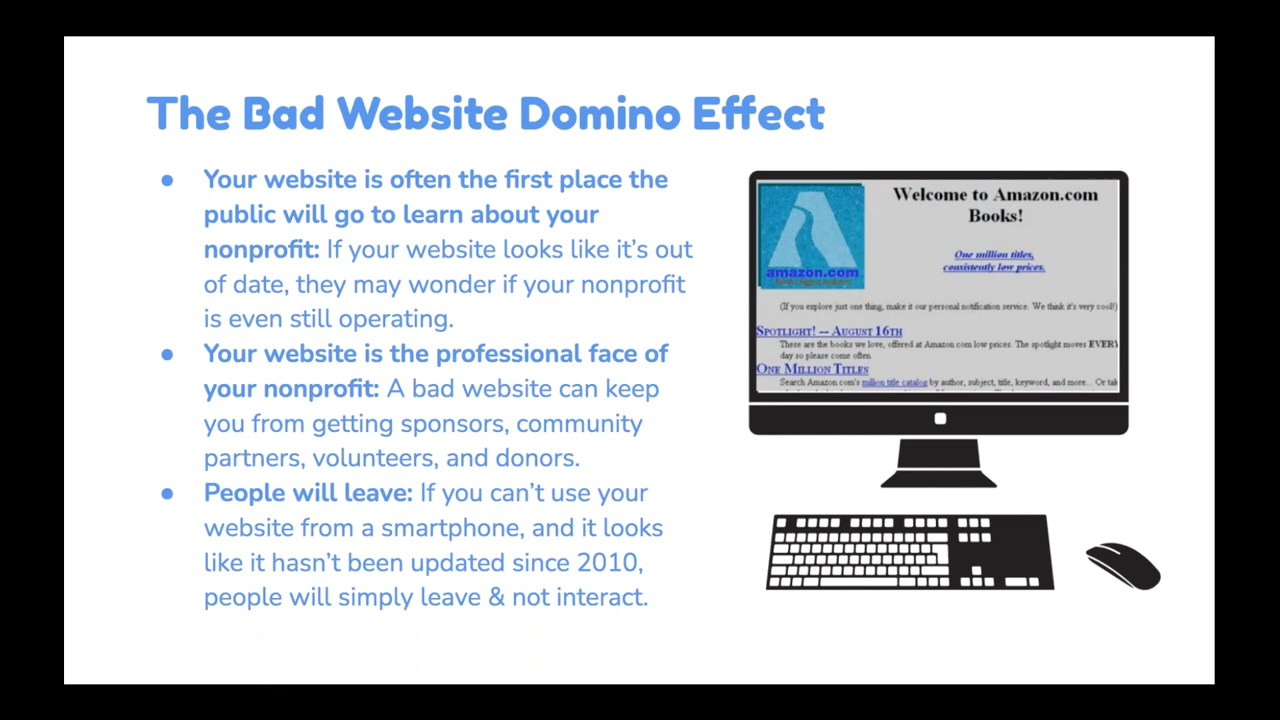 The Bad Website Domino Effect
● Your website is often the first place the
public will go to learn about your
nonprofit: If your website looks like it's out
of date, they may wonder if your nonprofit
is even still operating.
● Your website is the professional face of
your nonprofit: A bad website can keep
you from getting sponsors, community
partners, volunteers, and donors.
● People will leave: If you can't use your
website from a smartphone, and it looks
like it hasn't been updated since 2010,
people will simply leave & not interact.
Welcome to Amazon.com
Books!
One million titles,
consistently low prices.
amazon.com
(If you explore just one thing, make it our personal notification service. We think it's very cool!)
SPOTLIGHT! -- AUGUST 16TH
These are the books we love, offered at Amazon.com low prices. The spotlight moves EVERY
day so please come often.
ONE MILLION TITLES
Search Amazon.com's million title catalog by author, subject, title, keyword, and more... Or tak